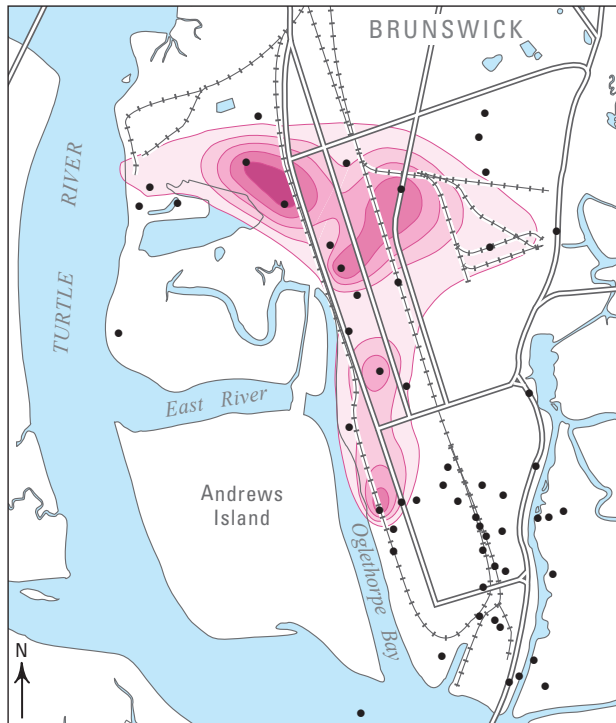 BRUNSWICK
TURTLE RIVER
East River
Andrews
Island
Oglethorpe Bay
N